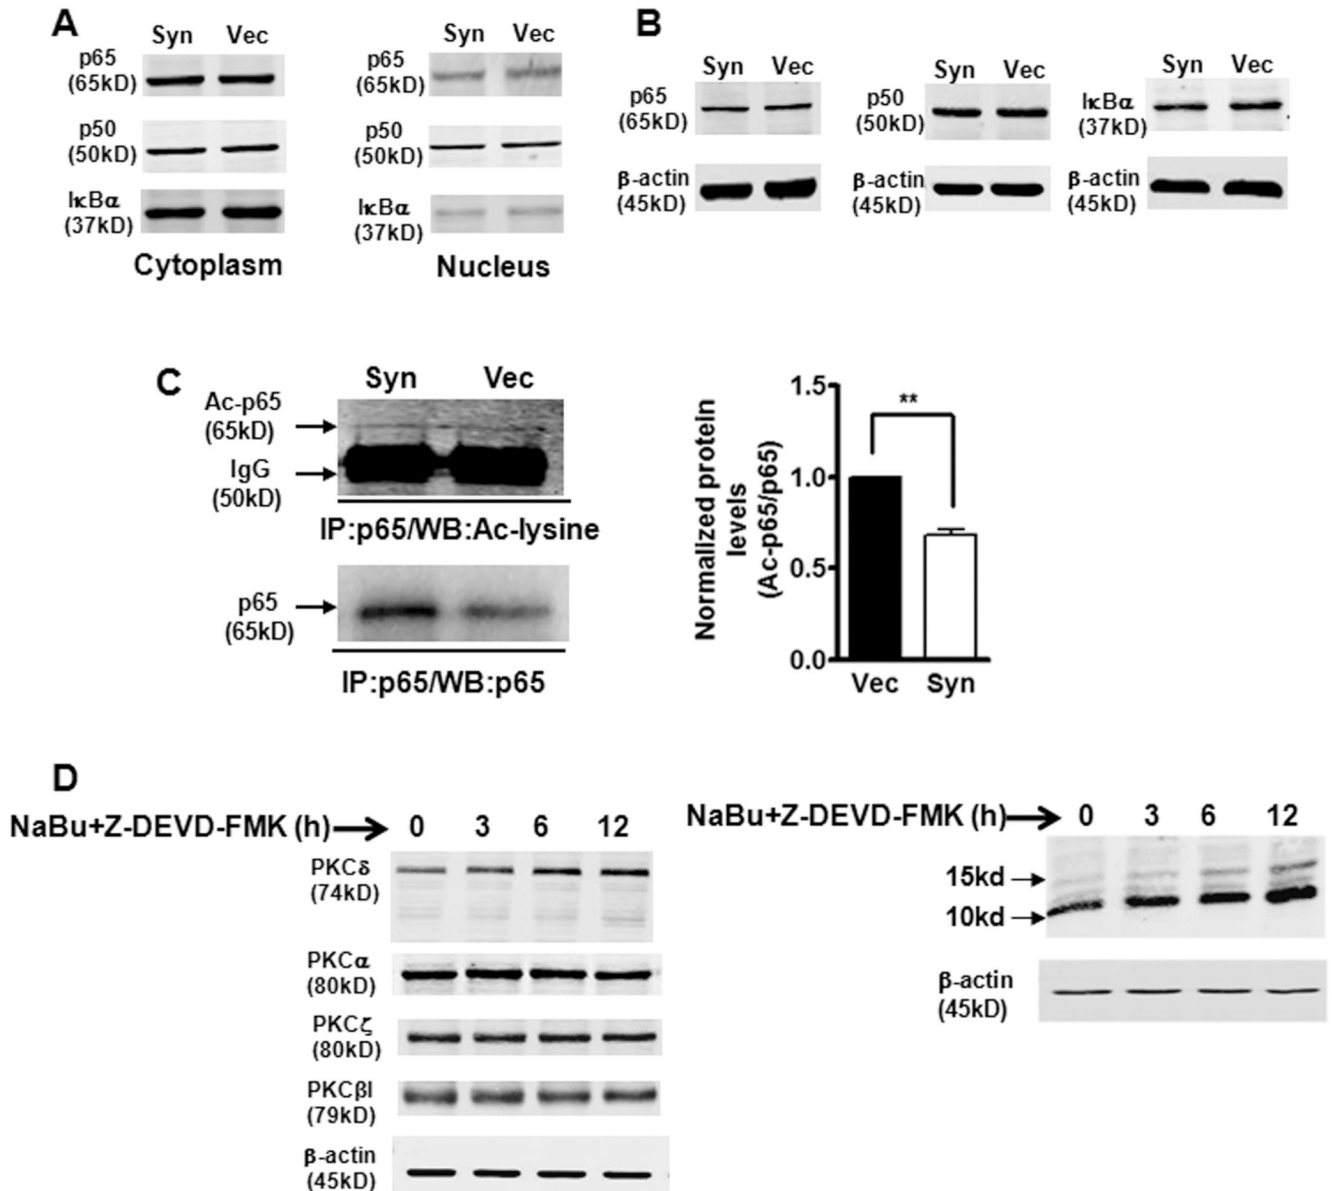 A
Syn Vec
p65
(65kD)
p50
(50kD)
IκBα
(37kD)
Cytoplasm
Syn Vec
p65
(65kD)
p50
(50kD)
IκBα
(37kD)
Nucleus
B
Syn Vec
p65
(65kD)
β-actin
(45kD)
Syn Vec
p50
(50kD)
β-actin
(45kD)
Syn Vec
IκBα
(37kD)
β-actin
(45kD)
C
Syn Vec
Ac-p65
(65kD)
IgG
(50kD)
IP:p65/WB:Ac-lysine
p65
(65kD)
IP:p65/WB:p65
Normalized protein
levels
(Ac-p65/p65)
1.5
1.0
0.5
0.0
**
Vec Syn
D
NaBu+Z-DEVD-FMK (h) 0 3 6 12
PKCδ
(74kD)
PKCα
(80kD)
PKCζ
(80kD)
PKCβI
(79kD)
β-actin
(45kD)
NaBu+Z-DEVD-FMK (h) 0 3 6 12
15kd
10kd
β-actin
(45kD)